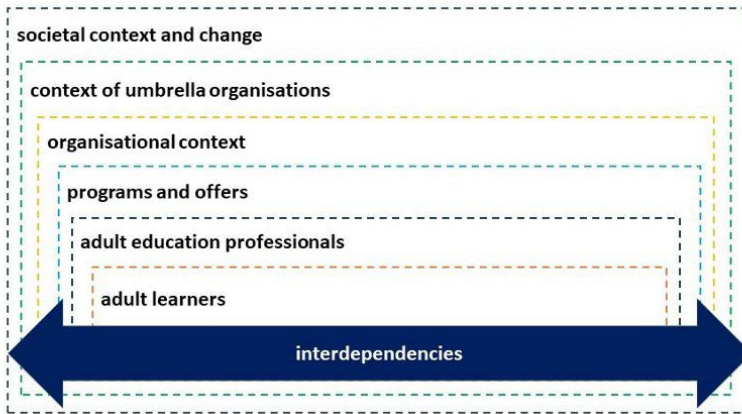 societal context and change
context of umbrella organisations
organisational context
programs and offers
adult education professionals
adult learners
interdependencies